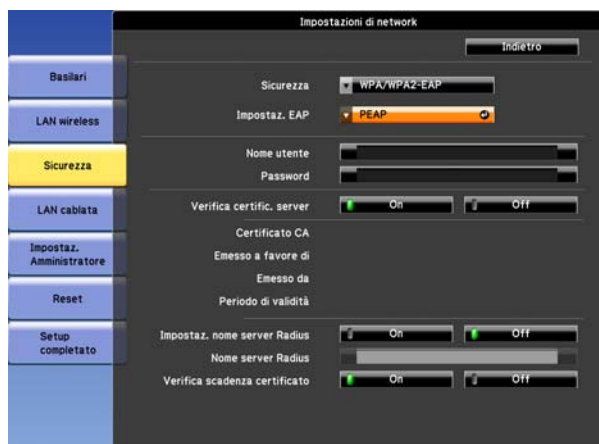 Impostazioni di network
Indietro
Basilari
LAN wireless
Sicurezza
LAN cablata
Impostaz.
Amministratore
Reset
Setup
completato
Sicurezza WPA/WPA2-EAP
Impostaz. EAP PEAP
Nome utente
Password
Verifica certific. server On Off
Certificato CA
Emesso a favore di
Emesso da
Periodo di validità
Impostaz. nome server Radius On Off
Nome server Radius
Verifica scadenza certificato On Off